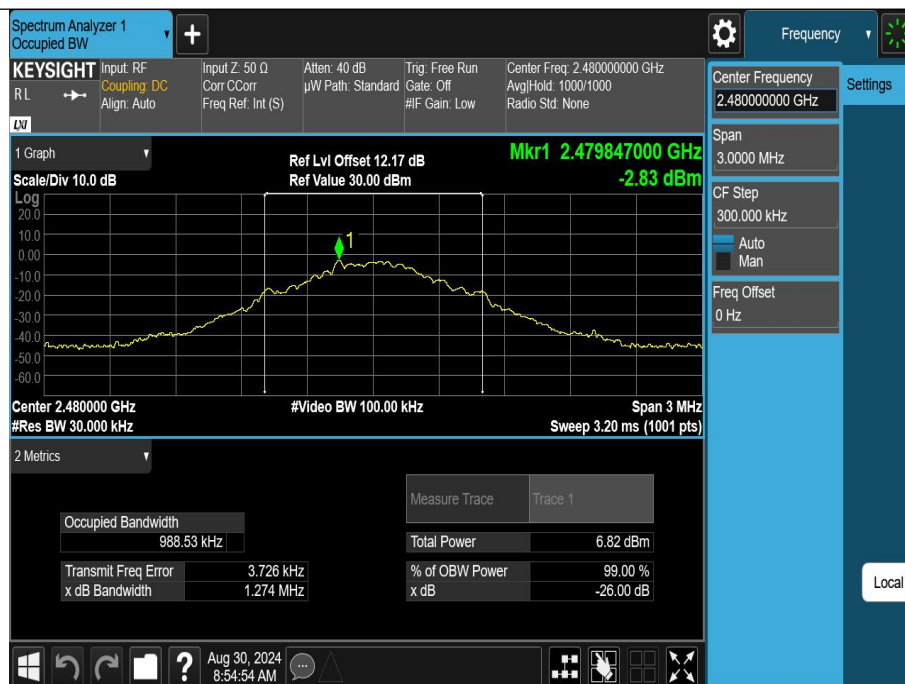 Spectrum Analyzer 1
Occupied BW
+
Frequency
KEYSIGHT
RL
LXI
Input: RF
Coupling: DC
Align: Auto
Input Z: 50 Ω
Corr CCorr
Freq Ref: Int (S)
Atten: 40 dB
µW Path: Standard
Trig: Free Run
Gate: Off
#IF Gain: Low
Center Freq: 2.480000000 GHz
Avg|Hold: 1000/1000
Radio Std: None
Center Frequency
2.480000000 GHz
Settings
Span
3.0000 MHz
CF Step
300.000 kHz
Auto
Man
Freq Offset
0 Hz
Local
1 Graph
Scale/Div 10.0 dB
Ref Lvl Offset 12.17 dB
Ref Value 30.00 dBm
Mkr1 2.479847000 GHz
-2.83 dBm
Log
20.0
10.0
0.00
-10.0
-20.0
-30.0
-40.0
-50.0
-60.0
1
Center 2.480000 GHz
#Res BW 30.000 kHz
#Video BW 100.00 kHz
Span 3 MHz
Sweep 3.20 ms (1001 pts)
2 Metrics
Measure Trace Trace 1
Occupied Bandwidth
988.53 kHz
Total Power 6.82 dBm
Transmit Freq Error 3.726 kHz
% of OBW Power 99.00 %
x dB Bandwidth 1.274 MHz
x dB -26.00 dB
?
Aug 30, 2024
8:54:54 AM